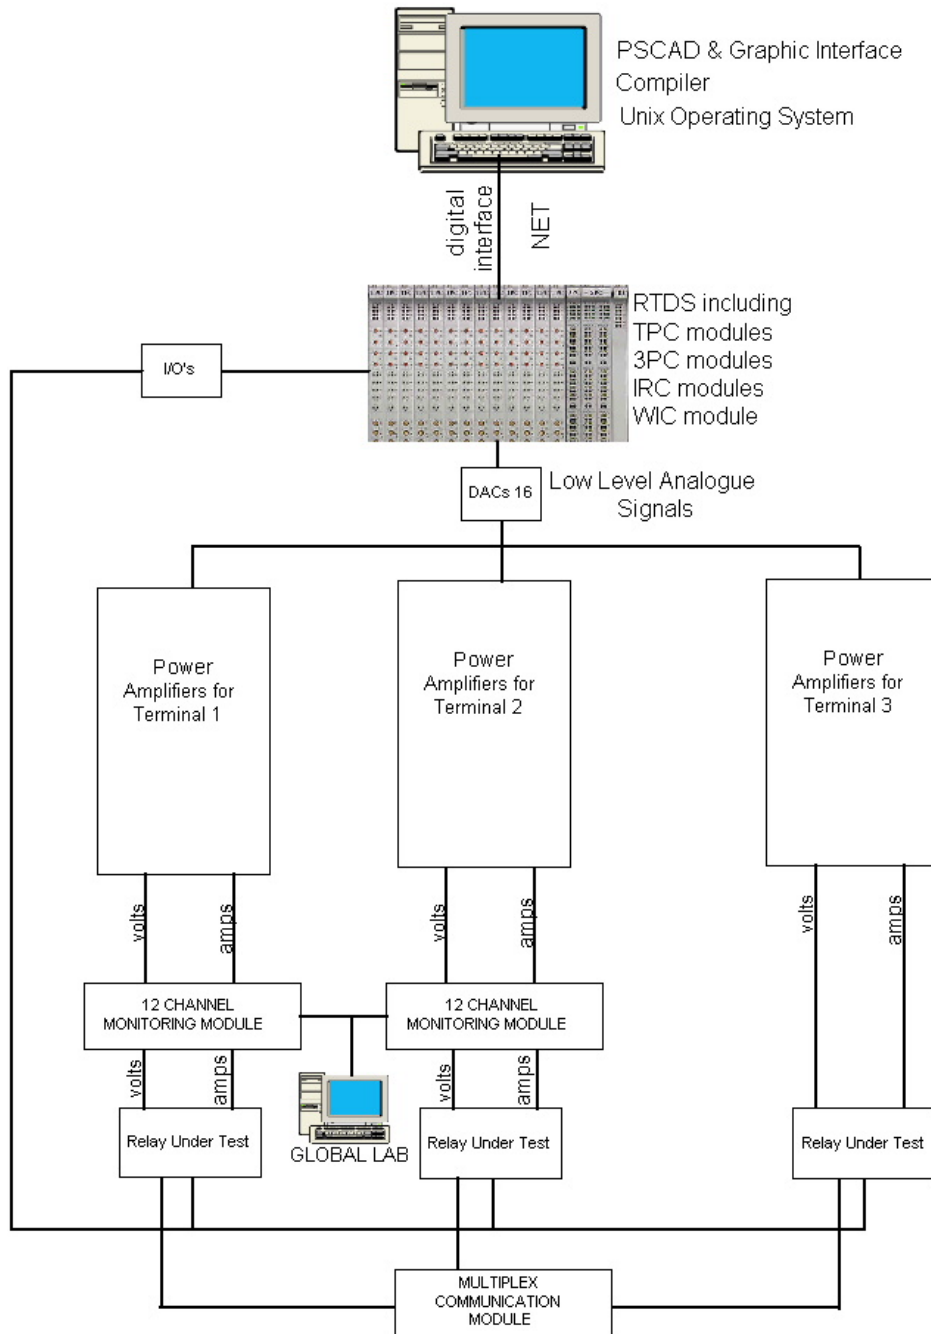 PSCAD & Graphic Interface
Compiler
Unix Operating System
digital
interface
NET
RTDS including
TPC modules
3PC modules
IRC modules
WIC module
I/O's
DACs 16
Low Level Analogue
Signals
Power
Amplifiers for
Terminal 1
Power
Amplifiers for
Terminal 2
Power
Amplifiers for
Terminal 3
volts
amps
volts
amps
volts
amps
12 CHANNEL
MONITORING MODULE
12 CHANNEL
MONITORING MODULE
volts
amps
volts
amps
Relay Under Test
GLOBAL LAB
Relay Under Test
Relay Under Test
MULTIPLEX
COMMUNICATION
MODULE